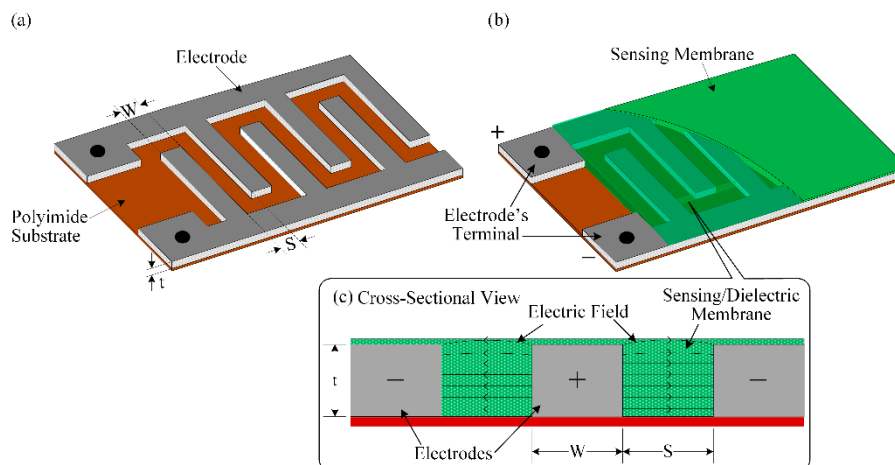 (a)
Electrode
W
Polyimide
Substrate
S
t
(b)
Sensing Membrane
+
Electrode's
Terminal
−
(c) Cross-Sectional View
Electric Field
Sensing/Dielectric
Membrane
t
−
+
−
Electrodes
W
S